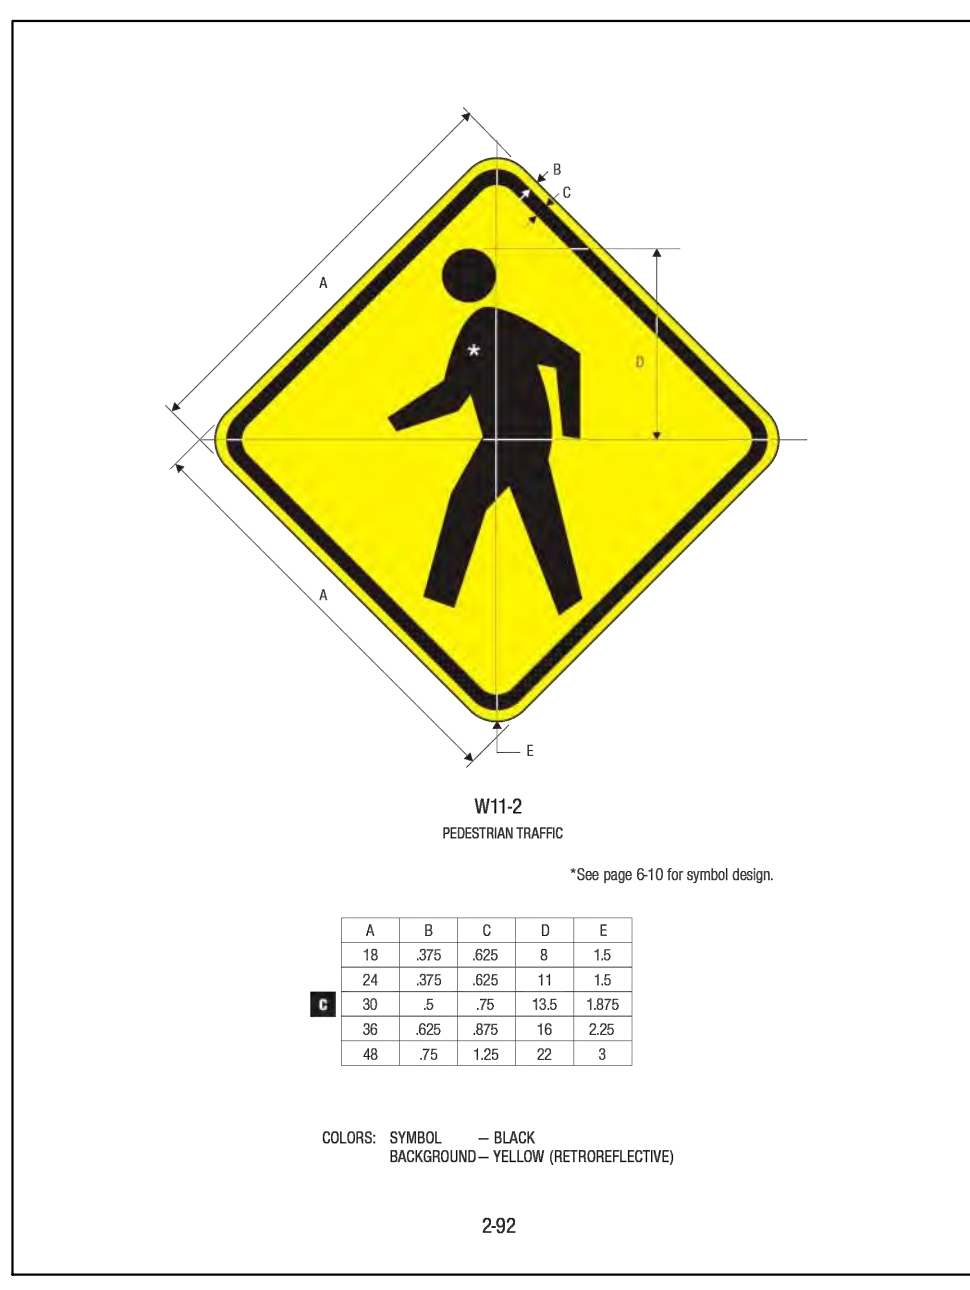 B
C
A
*
D
A
E
W11-2
PEDESTRIAN TRAFFIC
*See page 6-10 for symbol design.
A B C D E
18 .375 .625 8 1.5
24 .375 .625 11 1.5
C 30 .5 .75 13.5 1.875
36 .625 .875 16 2.25
48 .75 1.25 22 3
COLORS: SYMBOL — BLACK
BACKGROUND — YELLOW (RETROREFLECTIVE)
2-92